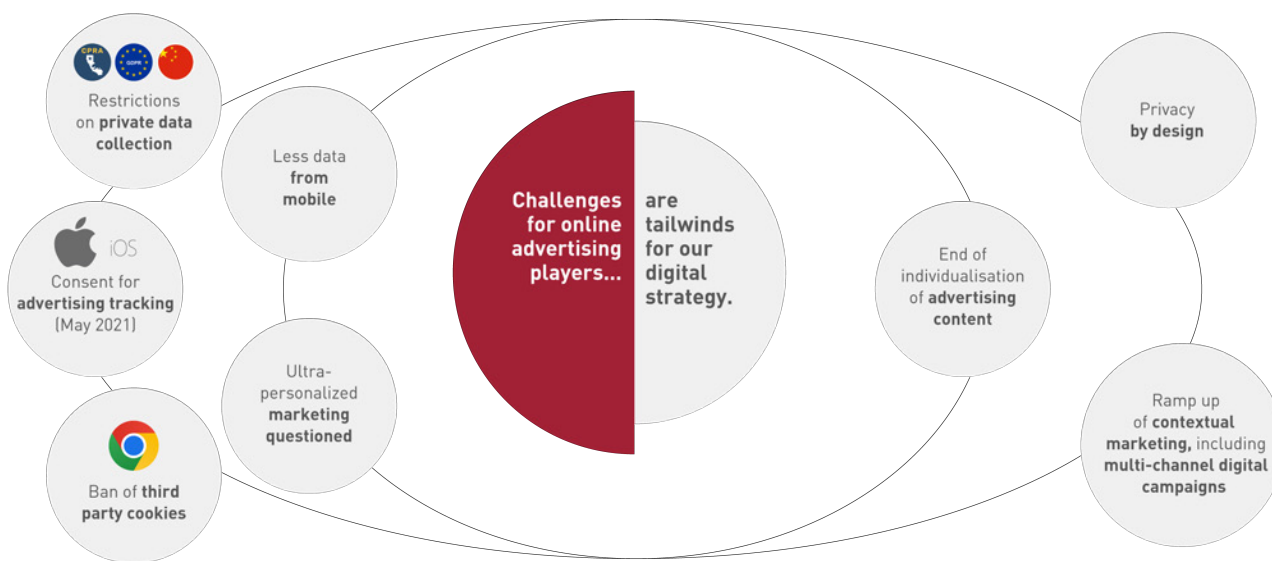 CPRA
GDPR
Restrictions
on private data
collection
iOS
Consent for
advertising tracking
(May 2021)
Ban of third
party cookies
Less data
from
mobile
Ultra-
personalized
marketing
questioned
Challenges
for online
advertising
players...
are
tailwinds
for our
digital
strategy.
End of
individualisation
of advertising
content
Privacy
by design
Ramp up
of contextual
marketing, including
multi-channel digital
campaigns